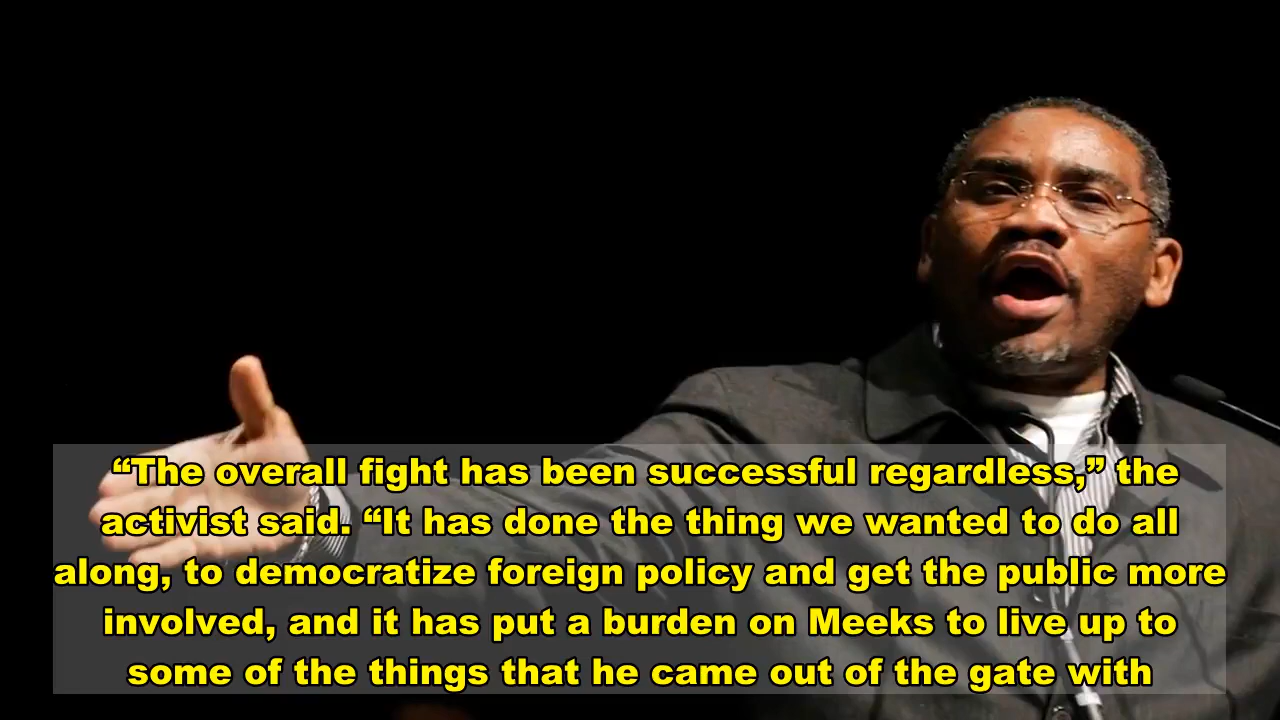 “The overall fight has been successful regardless,” the
activist said. “It has done the thing we wanted to do all
along, to democratize foreign policy and get the public more
involved, and it has put a burden on Meeks to live up to
some of the things that he came out of the gate with